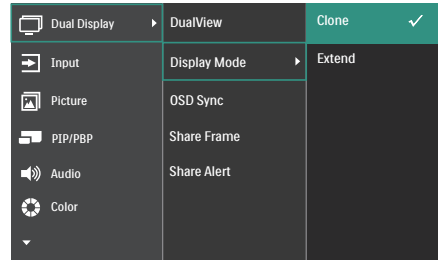 Dual Display
Input
Picture
PIP/PBP
Audio
Color
DualView
Display Mode
OSD Sync
Share Frame
Share Alert
Clone
Extend